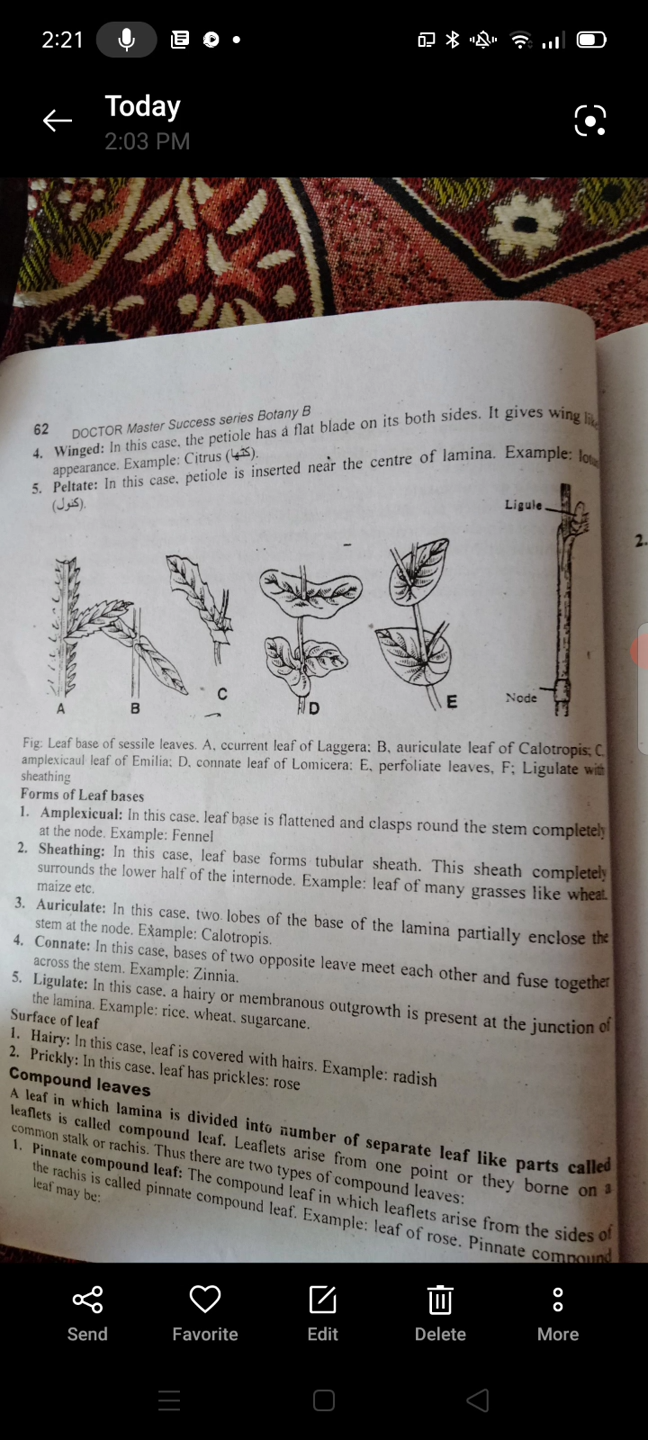 2:21
Today
2:03 PM
62 DOCTOR Master Success series Botany B
4. Winged: In this case, the petiole has a flat blade on its both sides. It gives wing
appearance. Example: Citrus (کھٹا).
5. Peltate: In this case, petiole is inserted near the centre of lamina. Example:
(کنول).
Ligule
2.
A
B
C
D
E
Node
Fig: Leaf base of sessile leaves. A, ccurrent leaf of Laggera; B, auriculate leaf of Calotropis; C,
amplexicaul leaf of Emilia; D, connate leaf of Lomicera; E, perfoliate leaves, F; Ligulate with
sheathing
Forms of Leaf bases
1. Amplexicual: In this case, leaf base is flattened and clasps round the stem completely
at the node. Example: Fennel
2. Sheathing: In this case, leaf base forms tubular sheath. This sheath completely
surrounds the lower half of the internode. Example: leaf of many grasses like wheat.
maize etc.
3. Auriculate: In this case, two lobes of the base of the lamina partially enclose the
stem at the node. Example: Calotropis.
4. Connate: In this case, bases of two opposite leave meet each other and fuse together
across the stem. Example: Zinnia.
5. Ligulate: In this case, a hairy or membranous outgrowth is present at the junction of
the lamina. Example: rice, wheat, sugarcane.
Surface of leaf
1. Hairy: In this case, leaf is covered with hairs. Example: radish
2. Prickly: In this case, leaf has prickles: rose
Compound leaves
A leaf in which lamina is divided into number of separate leaf like parts called
leaflets is called compound leaf. Leaflets arise from one point or they borne on a
common stalk or rachis. Thus there are two types of compound leaves:
1. Pinnate compound leaf: The compound leaf in which leaflets arise from the sides of
the rachis is called pinnate compound leaf. Example: leaf of rose. Pinnate compound
leaf may be:
Send
Favorite
Edit
Delete
More